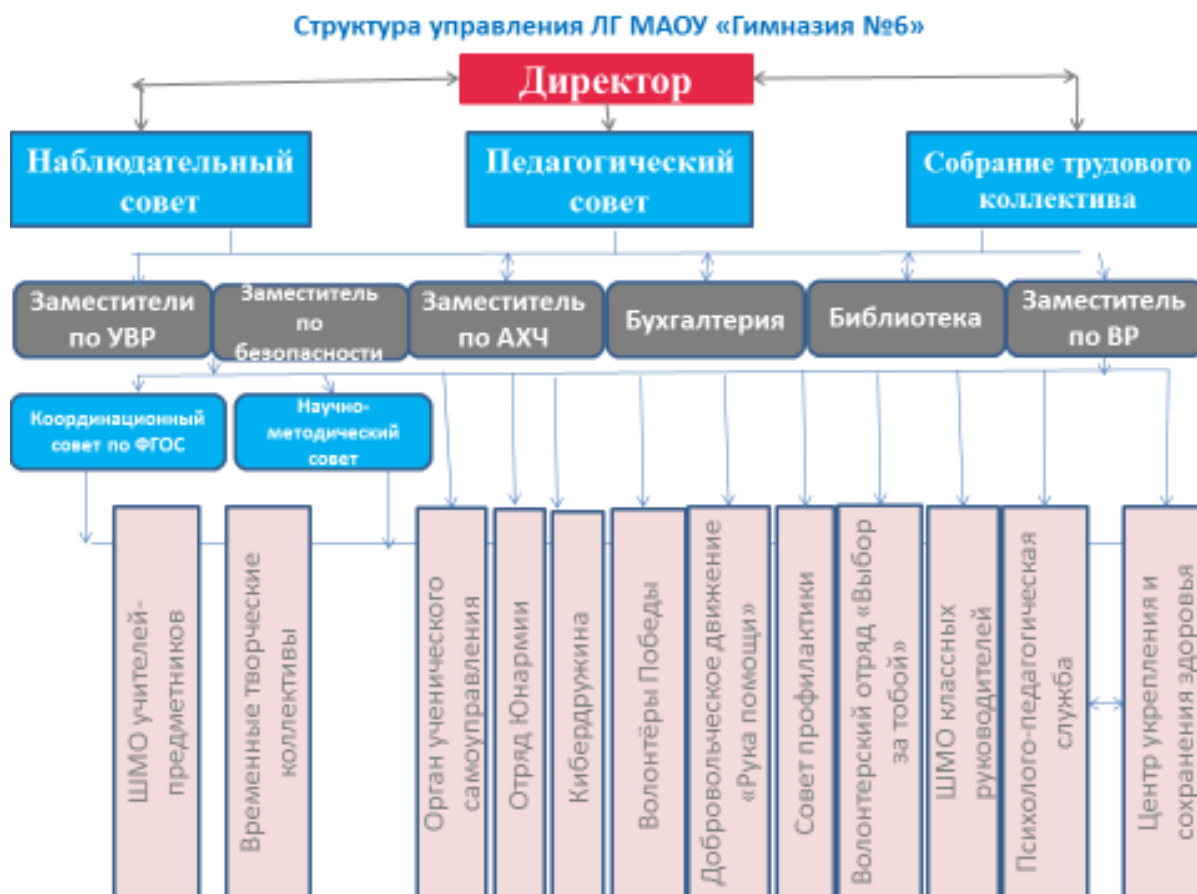 Структура управления ЛГ МАОУ «Гимназия №6»
Директор
Наблюдательный
совет
Педагогический
совет
Собрание трудового
коллектива
Заместители
по УВР
Заместитель
по
безопасности
Заместитель
по АХЧ
Бухгалтерия
Библиотека
Заместитель
по ВР
Координационный
совет по ФГОС
Научно-
методический
совет
ШМО учителей-
предметников
Временные творческие
коллективы
Орган ученического
самоуправления
Отряд Юнармии
Кибердружина
Волонтёры Победы
Добровольческое движение
«Рука помощи»
Совет профилактики
Волонтерский отряд «Выбор
за тобой»
ШМО классных
руководителей
Психолого-педагогическая
служба
Центр укрепления и
сохранения здоровья